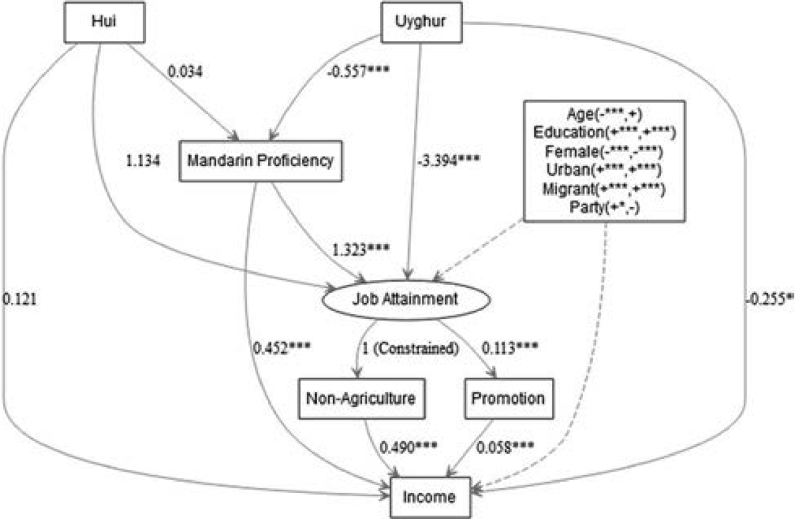 Hui
Uyghur
0.034
-0.557***
Age(-***,+)
Education(+***,+***)
Female(-***,-***)
Urban(+***,+***)
Migrant(+***,+***)
Party(+*,-)
1.134
Mandarin Proficiency
-3.394***
1.323***
0.121
Job Attainment
-0.255*
0.452***
1 (Constrained)
0.113***
Non-Agriculture
Promotion
0.490***
0.058***
Income